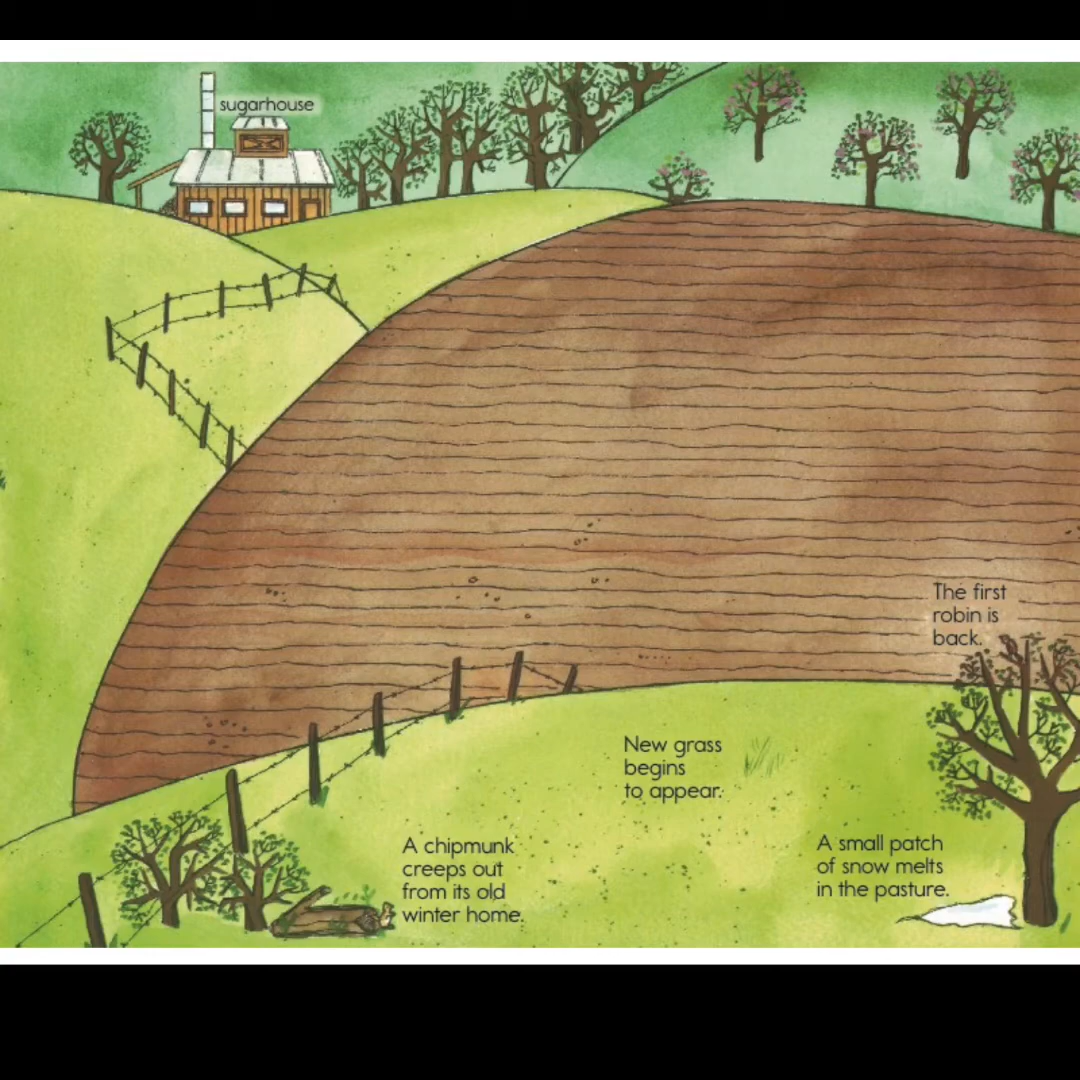 sugarhouse
The first
robin is
back.
New grass
begins
to appear.
A chipmunk
creeps out
from its old
winter home.
A small patch
of snow melts
in the pasture.